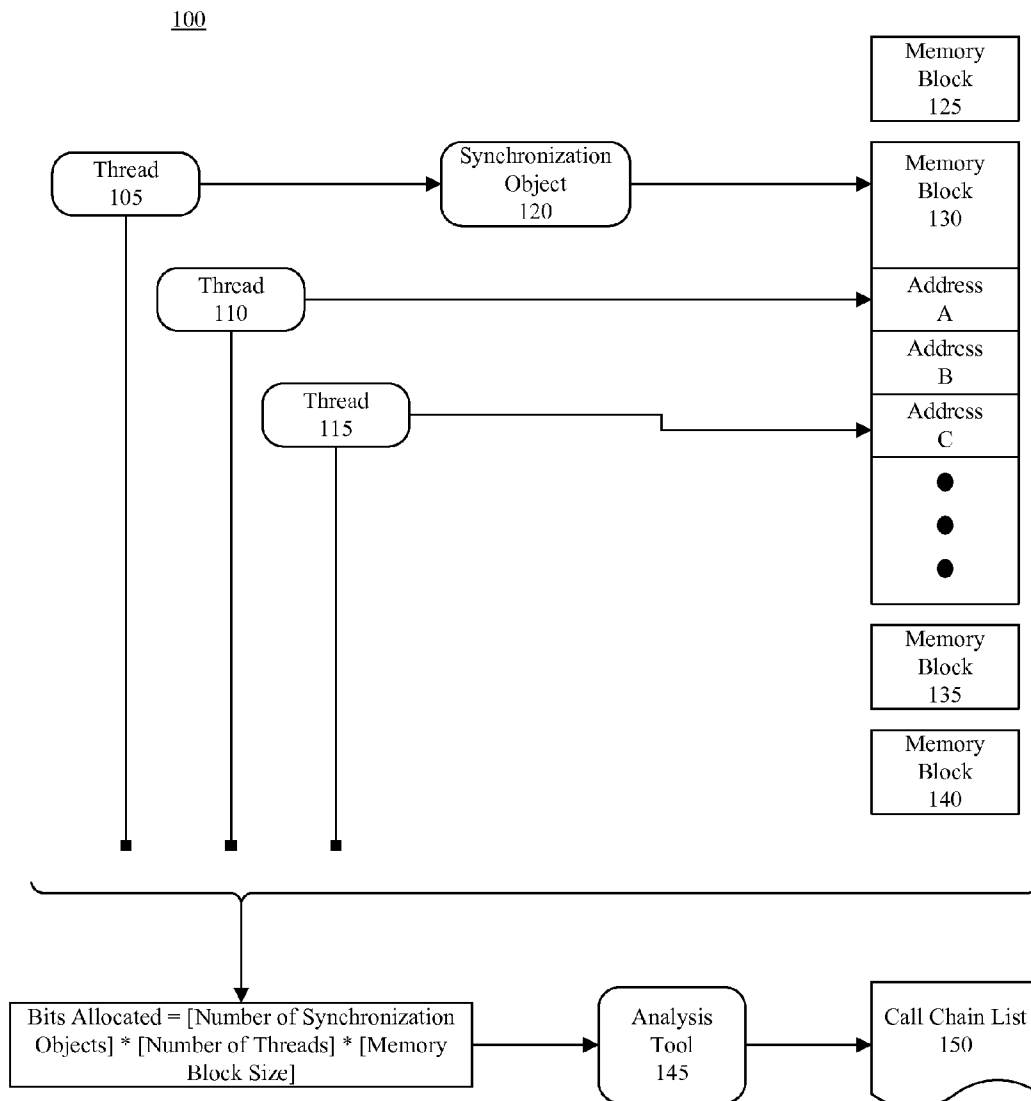 100
Memory
Block
125
Thread
105
Synchronization
Object
120
Memory
Block
130
Thread
110
Address
A
Address
B
Thread
115
Address
C
Memory
Block
135
Memory
Block
140
Bits Allocated = [Number of Synchronization
Objects] * [Number of Threads] * [Memory
Block Size]
Analysis
Tool
145
Call Chain List
150